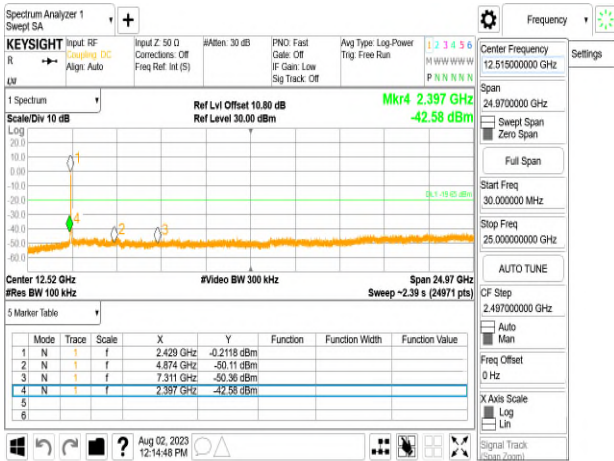 Spectrum Analyzer 1
Swept SA
Frequency
KEYSIGHT
R
Input: RF
Coupling: DC
Align: Auto
Input Z: 50 Ω
Corrections: Off
Freq Ref: Int (S)
#Atten: 30 dB
PNO: Fast
Gate: Off
IF Gain: Low
Sig Track: Off
Avg Type: Log-Power
Trig: Free Run
1 2 3 4 5 6
M W W W W W
P N N N N N
Center Frequency
12.515000000 GHz
Settings
Span
24.9700000 GHz
Swept Span
Zero Span
Full Span
Start Freq
30.000000 MHz
Stop Freq
25.000000000 GHz
AUTO TUNE
CF Step
2.497000000 GHz
Auto
Man
Freq Offset
0 Hz
X Axis Scale
Log
Lin
Signal Track
(Span Zoom)
1 Spectrum
Scale/Div 10 dB
Ref Lvl Offset 10.80 dB
Ref Level 30.00 dBm
Mkr4 2.397 GHz
-42.58 dBm
Log
20.0
10.0
0.00
-10.0
-20.0
-30.0
-40.0
-50.0
-60.0
1
4
2
3
Center 12.52 GHz
#Video BW 300 kHz
Span 24.97 GHz
#Res BW 100 kHz
Sweep ~2.39 s (24971 pts)
5 Marker Table
Mode Trace Scale X Y Function Function Width Function Value
1 N 1 f 2.429 GHz -0.2118 dBm
2 N 1 f 4.874 GHz -50.11 dBm
3 N 1 f 7.311 GHz -50.36 dBm
4 N 1 f 2.397 GHz -42.58 dBm
5
6
?
Aug 02, 2023
12:14:48 PM